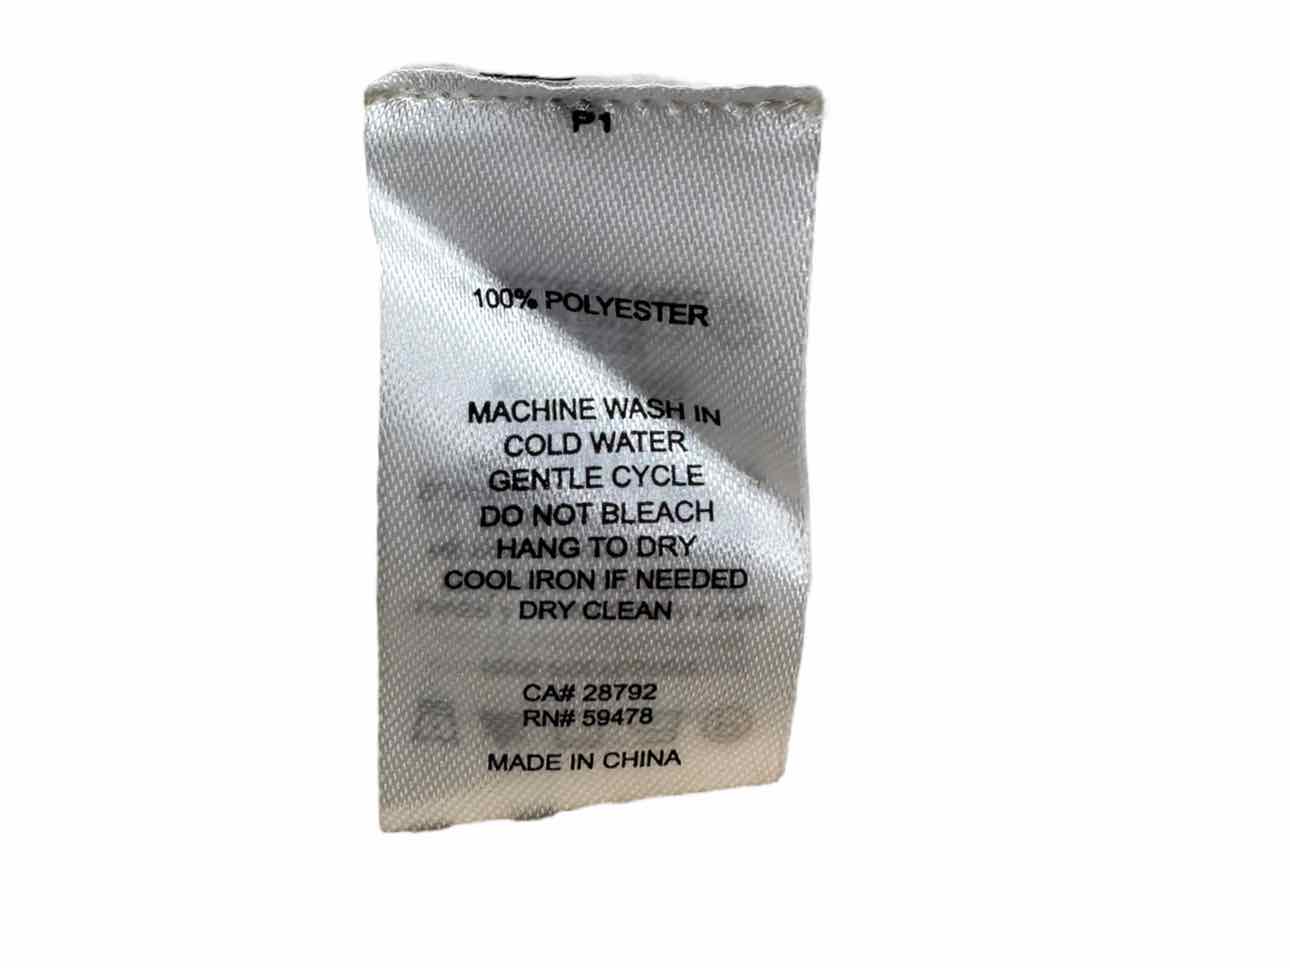 P1
100% POLYESTER
MACHINE WASH IN
COLD WATER
GENTLE CYCLE
DO NOT BLEACH
HANG TO DRY
COOL IRON IF NEEDED
DRY CLEAN
CA# 28792
RN# 59478
MADE IN CHINA